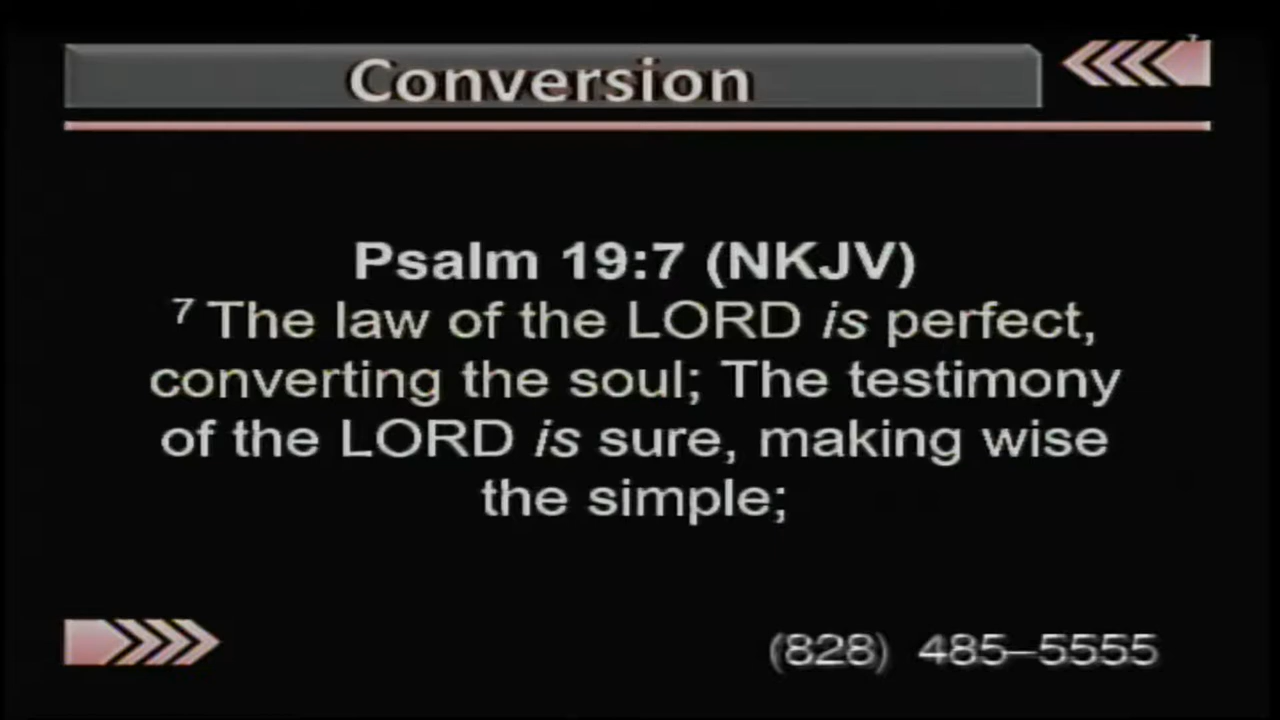 Conversion
Psalm 19:7 (NKJV)
7 The law of the LORD is perfect,
converting the soul; The testimony
of the LORD is sure, making wise
the simple;
(828) 485–5555